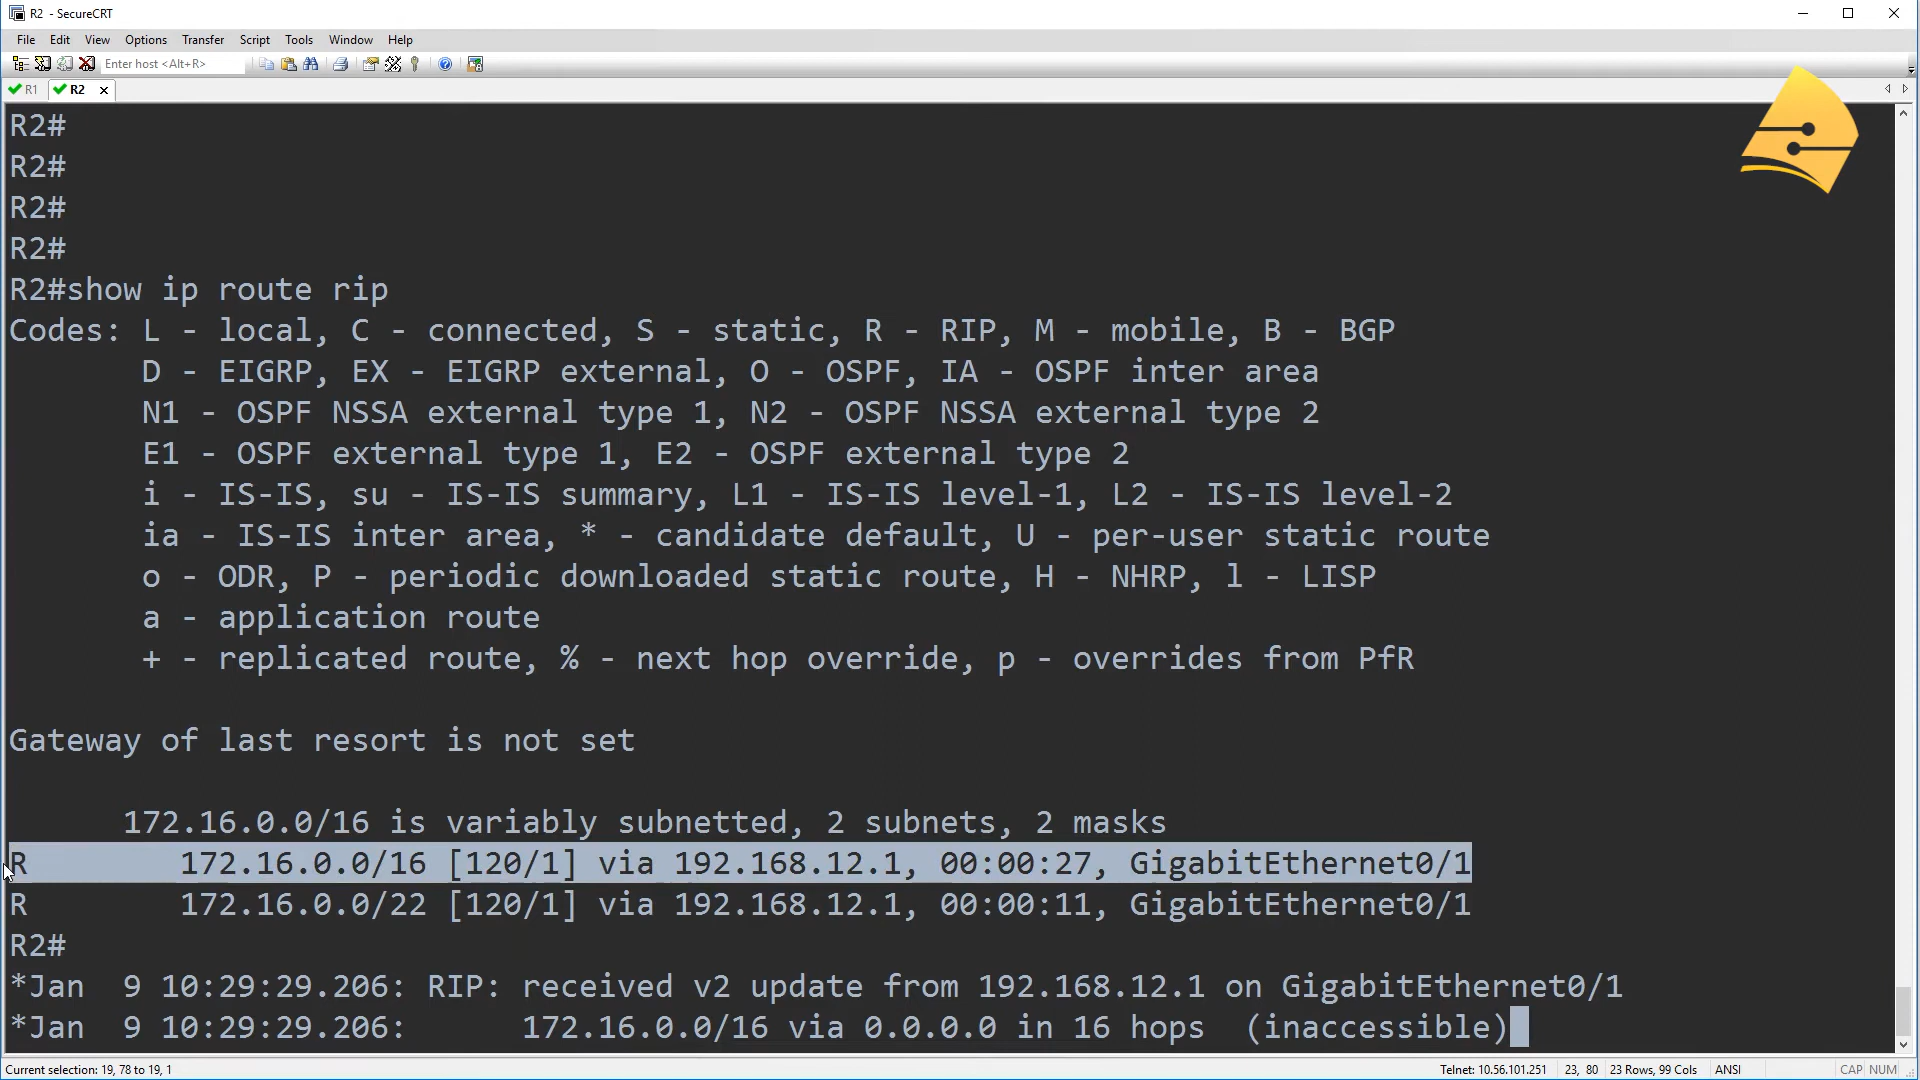 R2 - SecureCRT
File Edit View Options Transfer Script Tools Window Help
Enter host <Alt+R>
R1 R2
R2#
R2#
R2#
R2#
R2#show ip route rip
Codes: L - local, C - connected, S - static, R - RIP, M - mobile, B - BGP
D - EIGRP, EX - EIGRP external, O - OSPF, IA - OSPF inter area
N1 - OSPF NSSA external type 1, N2 - OSPF NSSA external type 2
E1 - OSPF external type 1, E2 - OSPF external type 2
i - IS-IS, su - IS-IS summary, L1 - IS-IS level-1, L2 - IS-IS level-2
ia - IS-IS inter area, * - candidate default, U - per-user static route
o - ODR, P - periodic downloaded static route, H - NHRP, l - LISP
a - application route
+ - replicated route, % - next hop override, p - overrides from PfR
Gateway of last resort is not set
172.16.0.0/16 is variably subnetted, 2 subnets, 2 masks
R 172.16.0.0/16 [120/1] via 192.168.12.1, 00:00:27, GigabitEthernet0/1
R 172.16.0.0/22 [120/1] via 192.168.12.1, 00:00:11, GigabitEthernet0/1
R2#
*Jan 9 10:29:29.206: RIP: received v2 update from 192.168.12.1 on GigabitEthernet0/1
*Jan 9 10:29:29.206: 172.16.0.0/16 via 0.0.0.0 in 16 hops (inaccessible)
Current selection: 19, 78 to 19, 1 Telnet: 10.56.101.251 23, 80 23 Rows, 99 Cols ANSI CAP NUM